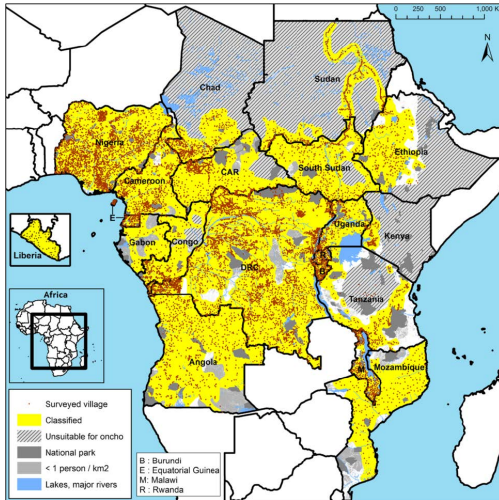 0 250 500 1,000 Km
N
Chad
Sudan
Nigeria
Ethiopia
CAR
South Sudan
Cameroon
E
Uganda
Gabon
Congo
Kenya
Liberia
DRC
R
B
Tanzania
Africa
Angola
M
Mozambique
Surveyed village
Classified
Unsuitable for oncho
National park
< 1 person / km2
Lakes, major rivers
B : Burundi
E : Equatorial Guinea
M : Malawi
R : Rwanda